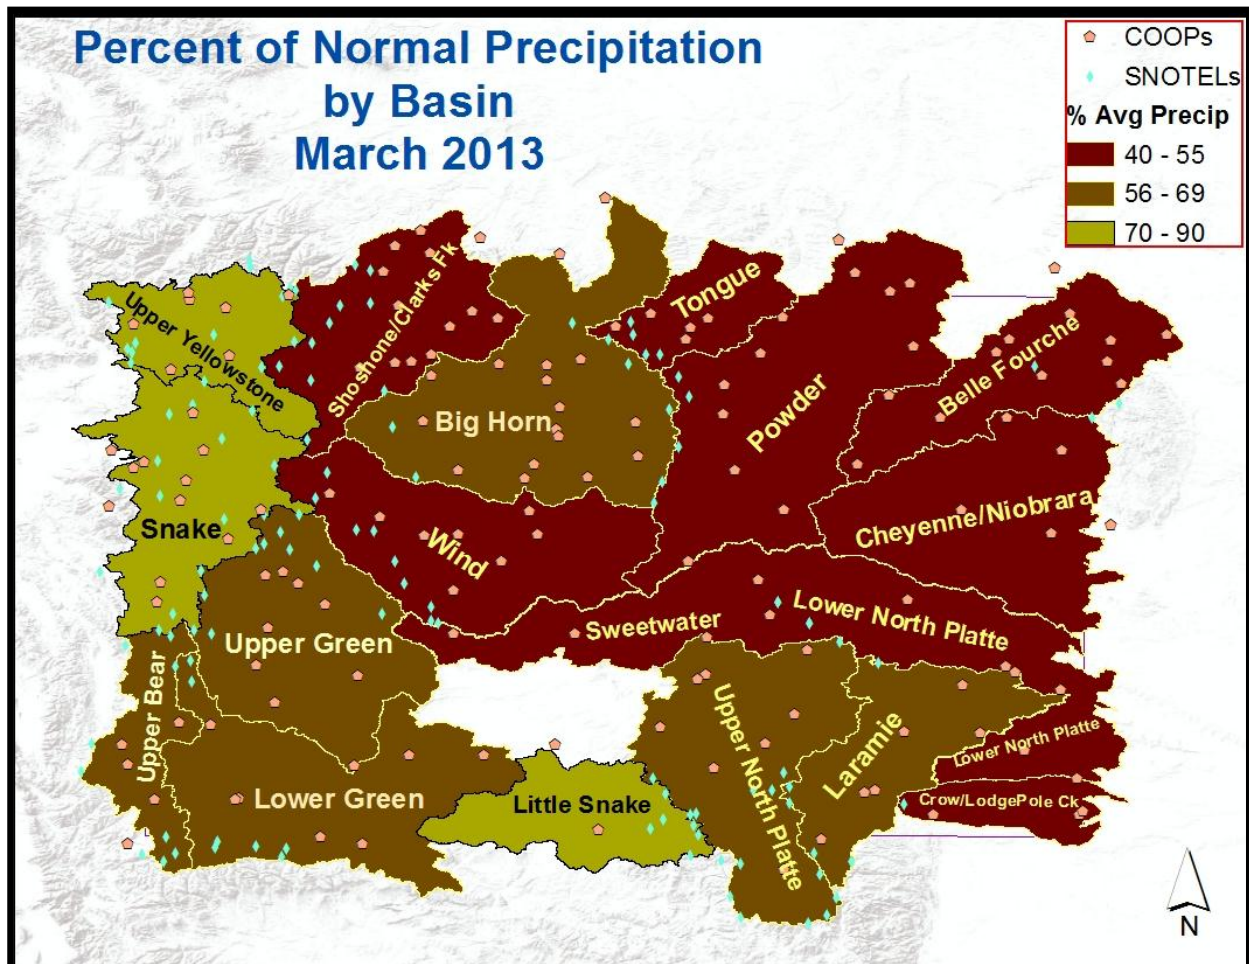 Percent of Normal Precipitation
by Basin
March 2013
COOPs
SNOTELs
% Avg Precip
40 - 55
56 - 69
70 - 90
Upper Yellowstone
Shoshone/Clarks Fk
Tongue
Big Horn
Powder
Belle Fourche
Snake
Wind
Cheyenne/Niobrara
Upper Green
Sweetwater
Lower North Platte
Upper Bear
Upper North Platte
Laramie
Lower North Platte
Lower Green
Little Snake
Crow/LodgePole Ck
N